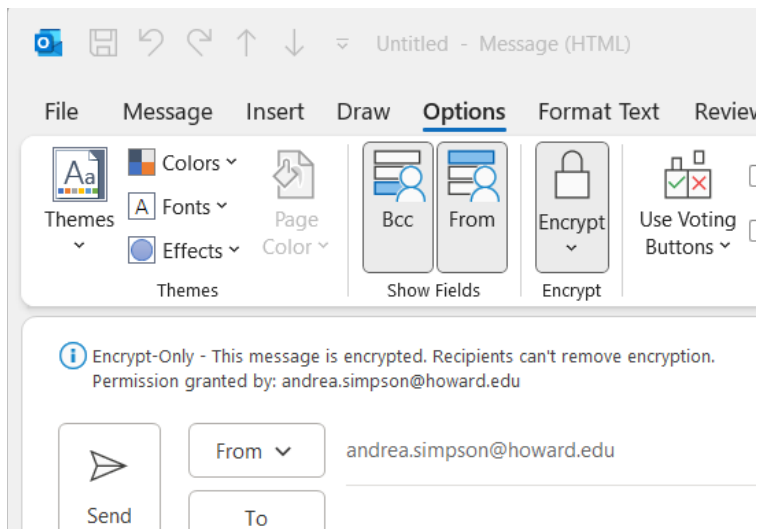 Untitled - Message (HTML)
File Message Insert Draw Options Format Text Review
Themes
Colors
Fonts
Effects
Page
Color
Themes
Bcc
From
Show Fields
Encrypt
Encrypt
Use Voting
Buttons
Encrypt-Only - This message is encrypted. Recipients can't remove encryption.
Permission granted by: andrea.simpson@howard.edu
Send
From
andrea.simpson@howard.edu
To